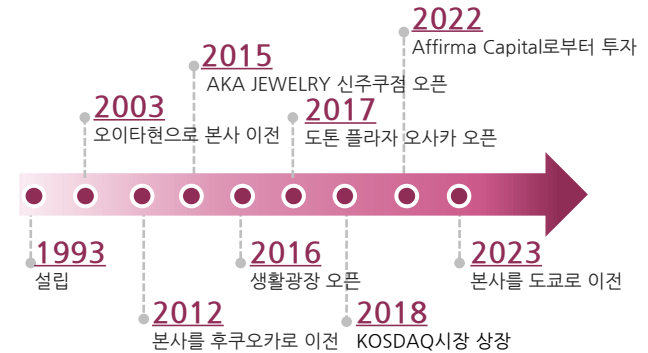 2022
Affirma Capital로부터 투자
2015
AKA JEWELRY 신주쿠점 오픈
2003
오이타현으로 본사 이전
2017
도톤 플라자 오사카 오픈
1993
설립
2016
생활광장 오픈
2023
본사를 도쿄로 이전
2012
본사를 후쿠오카로 이전
2018
KOSDAQ시장 상장